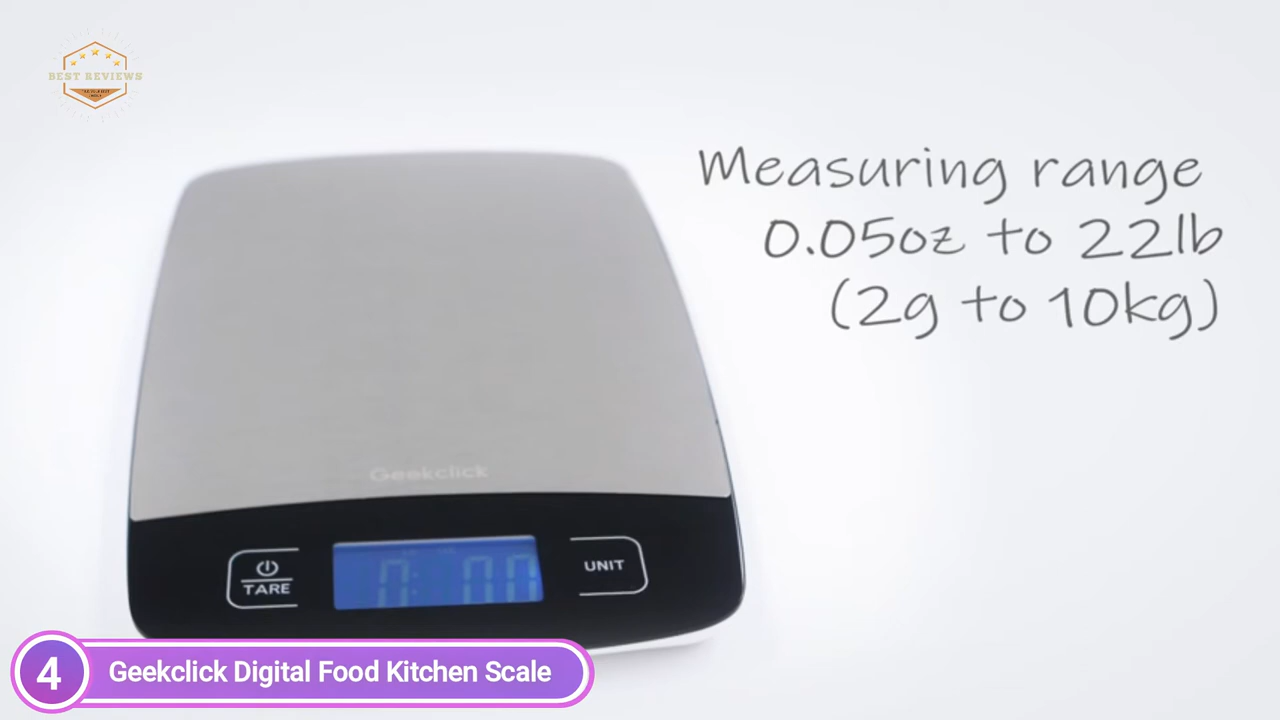 BEST REVIEWS
Measuring range
0.05oz to 22lb
(2g to 10kg)
Geekclick
TARE
UNIT
4
Geekclick Digital Food Kitchen Scale